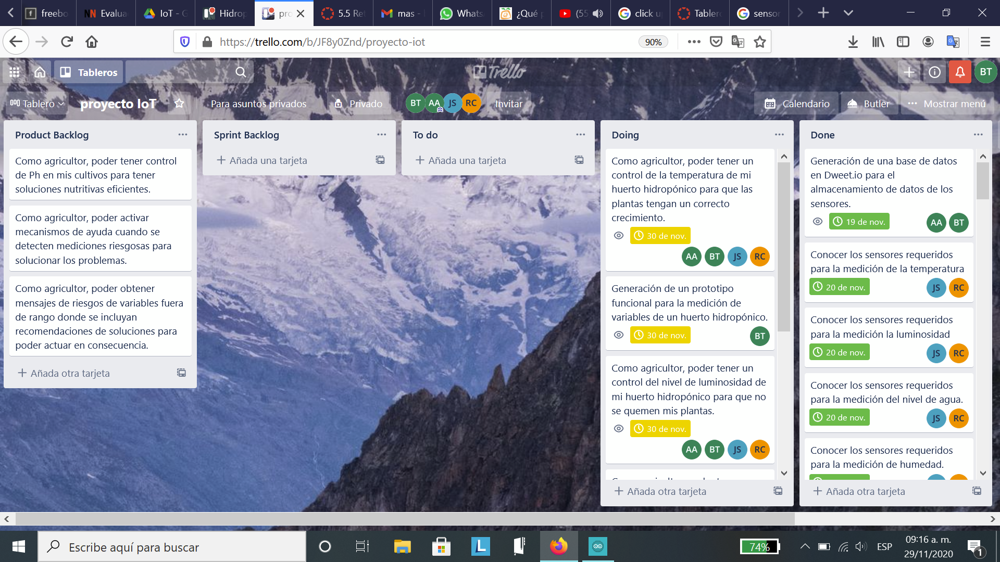 freebo
Evalua
IoT - G
Hidrop
pro
5.5 Ret
mas -
Whats
¿Qué p
(55
click u
Tabler
sensor
https://trello.com/b/JF8y0Znd/proyecto-iot
90%
Tableros
Trello
BT
Tablero
proyecto IoT
Para asuntos privados
Privado
BT AA JS RC
Invitar
Calendario
Butler
Mostrar menú
Product Backlog
Como agricultor, poder tener control
de Ph en mis cultivos para tener
soluciones nutritivas eficientes.
Como agricultor, poder activar
mecanismos de ayuda cuando se
detecten mediciones riesgosas para
solucionar los problemas.
Como agricultor, poder obtener
mensajes de riesgos de variables fuera
de rango donde se incluyan
recomendaciones de soluciones para
poder actuar en consecuencia.
Añada otra tarjeta
Sprint Backlog
Añada una tarjeta
To do
Añada una tarjeta
Doing
Como agricultor, poder tener un
control de la temperatura de mi
huerto hidropónico para que las
plantas tengan un correcto
crecimiento.
30 de nov.
AA BT JS RC
Generación de un prototipo
funcional para la medición de
variables de un huerto hidropónico.
30 de nov.
BT
Como agricultor, poder tener un
control del nivel de luminosidad de
mi huerto hidropónico para que no
se quemen mis plantas.
30 de nov.
AA BT JS RC
Añada otra tarjeta
Done
Generación de una base de datos
en Dweet.io para el
almacenamiento de datos de los
sensores.
19 de nov.
AA BT
Conocer los sensores requeridos
para la medición de la temperatura
20 de nov.
JS RC
Conocer los sensores requeridos
para la medición la luminosidad
20 de nov.
JS RC
Conocer los sensores requeridos
para la medición del nivel de agua.
20 de nov.
JS RC
Conocer los sensores requeridos
para la medición de humedad.
Añada otra tarjeta
Escribe aquí para buscar
L
74%
ESP
09:16 a. m.
29/11/2020
1